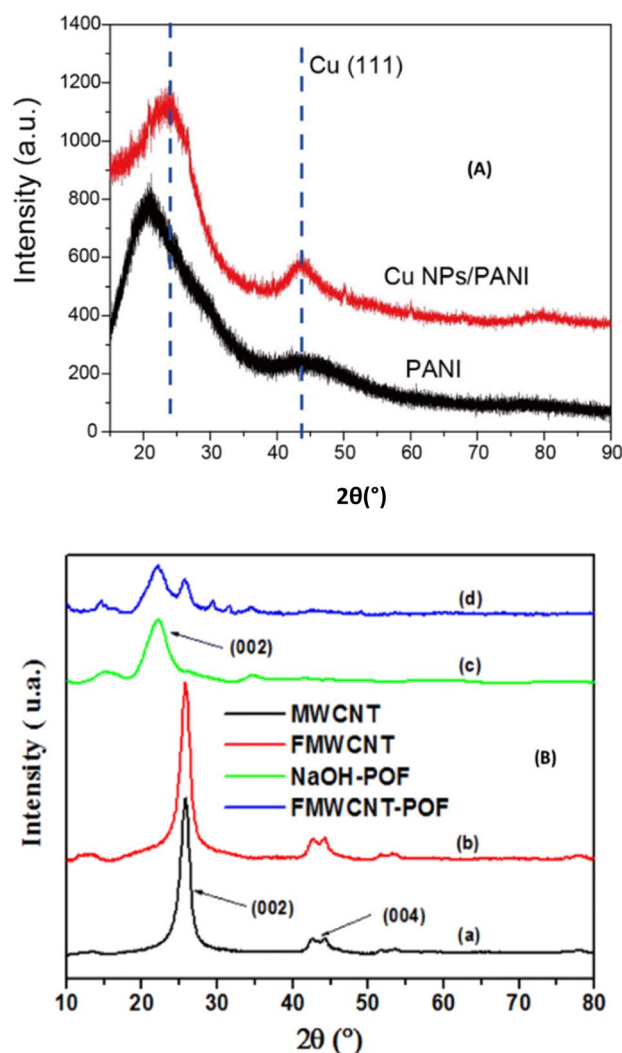 1400
1200
1000
800
600
400
200
0
Intensity (a.u.)
Cu (111)
(A)
Cu NPs/PANI
PANI
20 30 40 50 60 70 80 90
2θ(°)
Intensity ( u.a.)
(d)
(002)
(c)
MWCNT
FMWCNT
NaOH-POF
FMWCNT-POF
(B)
(b)
(002)
(004)
(a)
10 20 30 40 50 60 70 80
2θ (°)